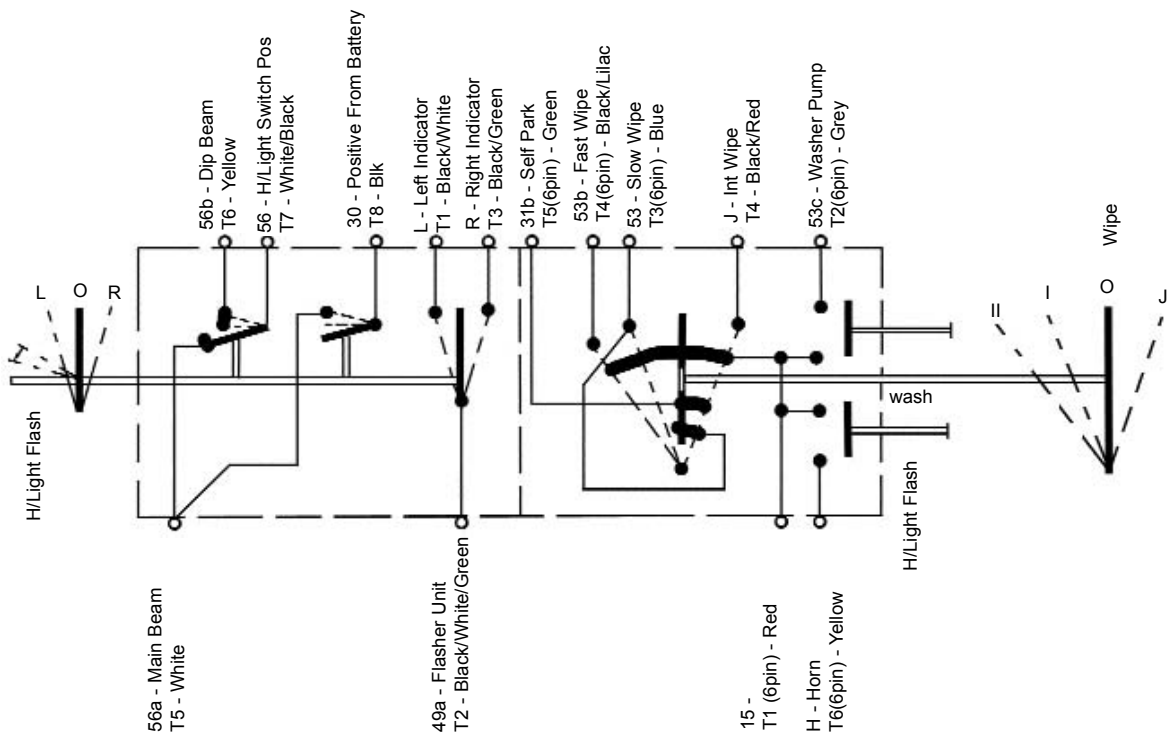 L
O
R
H/Light Flash
56b - Dip Beam
T6 - Yellow
56 - H/Light Switch Pos
T7 - White/Black
30 - Positive From Battery
T8 - Blk
L - Left Indicator
T1 - Black/White
R - Right Indicator
T3 - Black/Green
31b - Self Park
T5(6pin) - Green
53b - Fast Wipe
T4(6pin) - Black/Lilac
53 - Slow Wipe
T3(6pin) - Blue
J - Int Wipe
T4 - Black/Red
53c - Washer Pump
T2(6pin) - Grey
Wipe
II
I
O
J
wash
H/Light Flash
56a - Main Beam
T5 - White
49a - Flasher Unit
T2 - Black/White/Green
15 -
T1 (6pin) - Red
H - Horn
T6(6pin) - Yellow